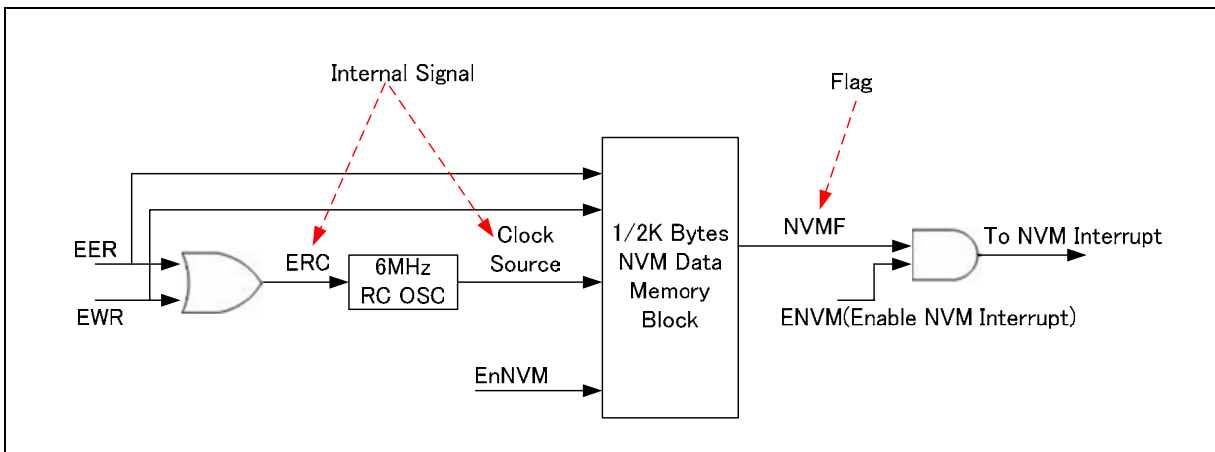 Internal Signal
Flag
EER
EWR
ERC
6MHz
RC OSC
Clock
Source
EnNVM
1/2K Bytes
NVM Data
Memory
Block
NVMF
ENVM(Enable NVM Interrupt)
To NVM Interrupt